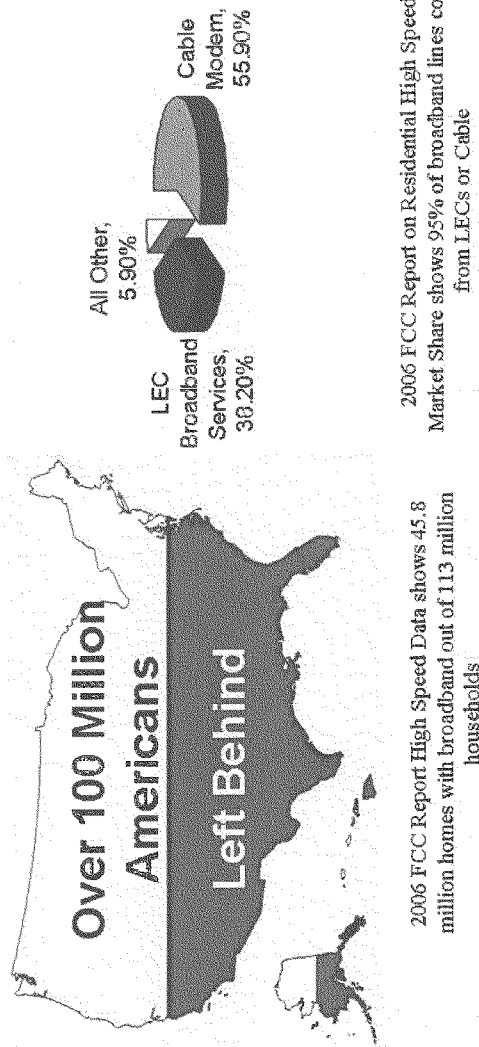 Over 100 Million
Americans
Left Behind
2006 FCC Report High Speed Data shows 45.8
million homes with broadband out of 113 million
households
All Other,
5.90%
LEC
Broadband
Services,
38.20%
Cable
Modem,
55.90%
2006 FCC Report on Residential High Speed
Market Share shows 95% of broadband lines co
from LECs or Cable